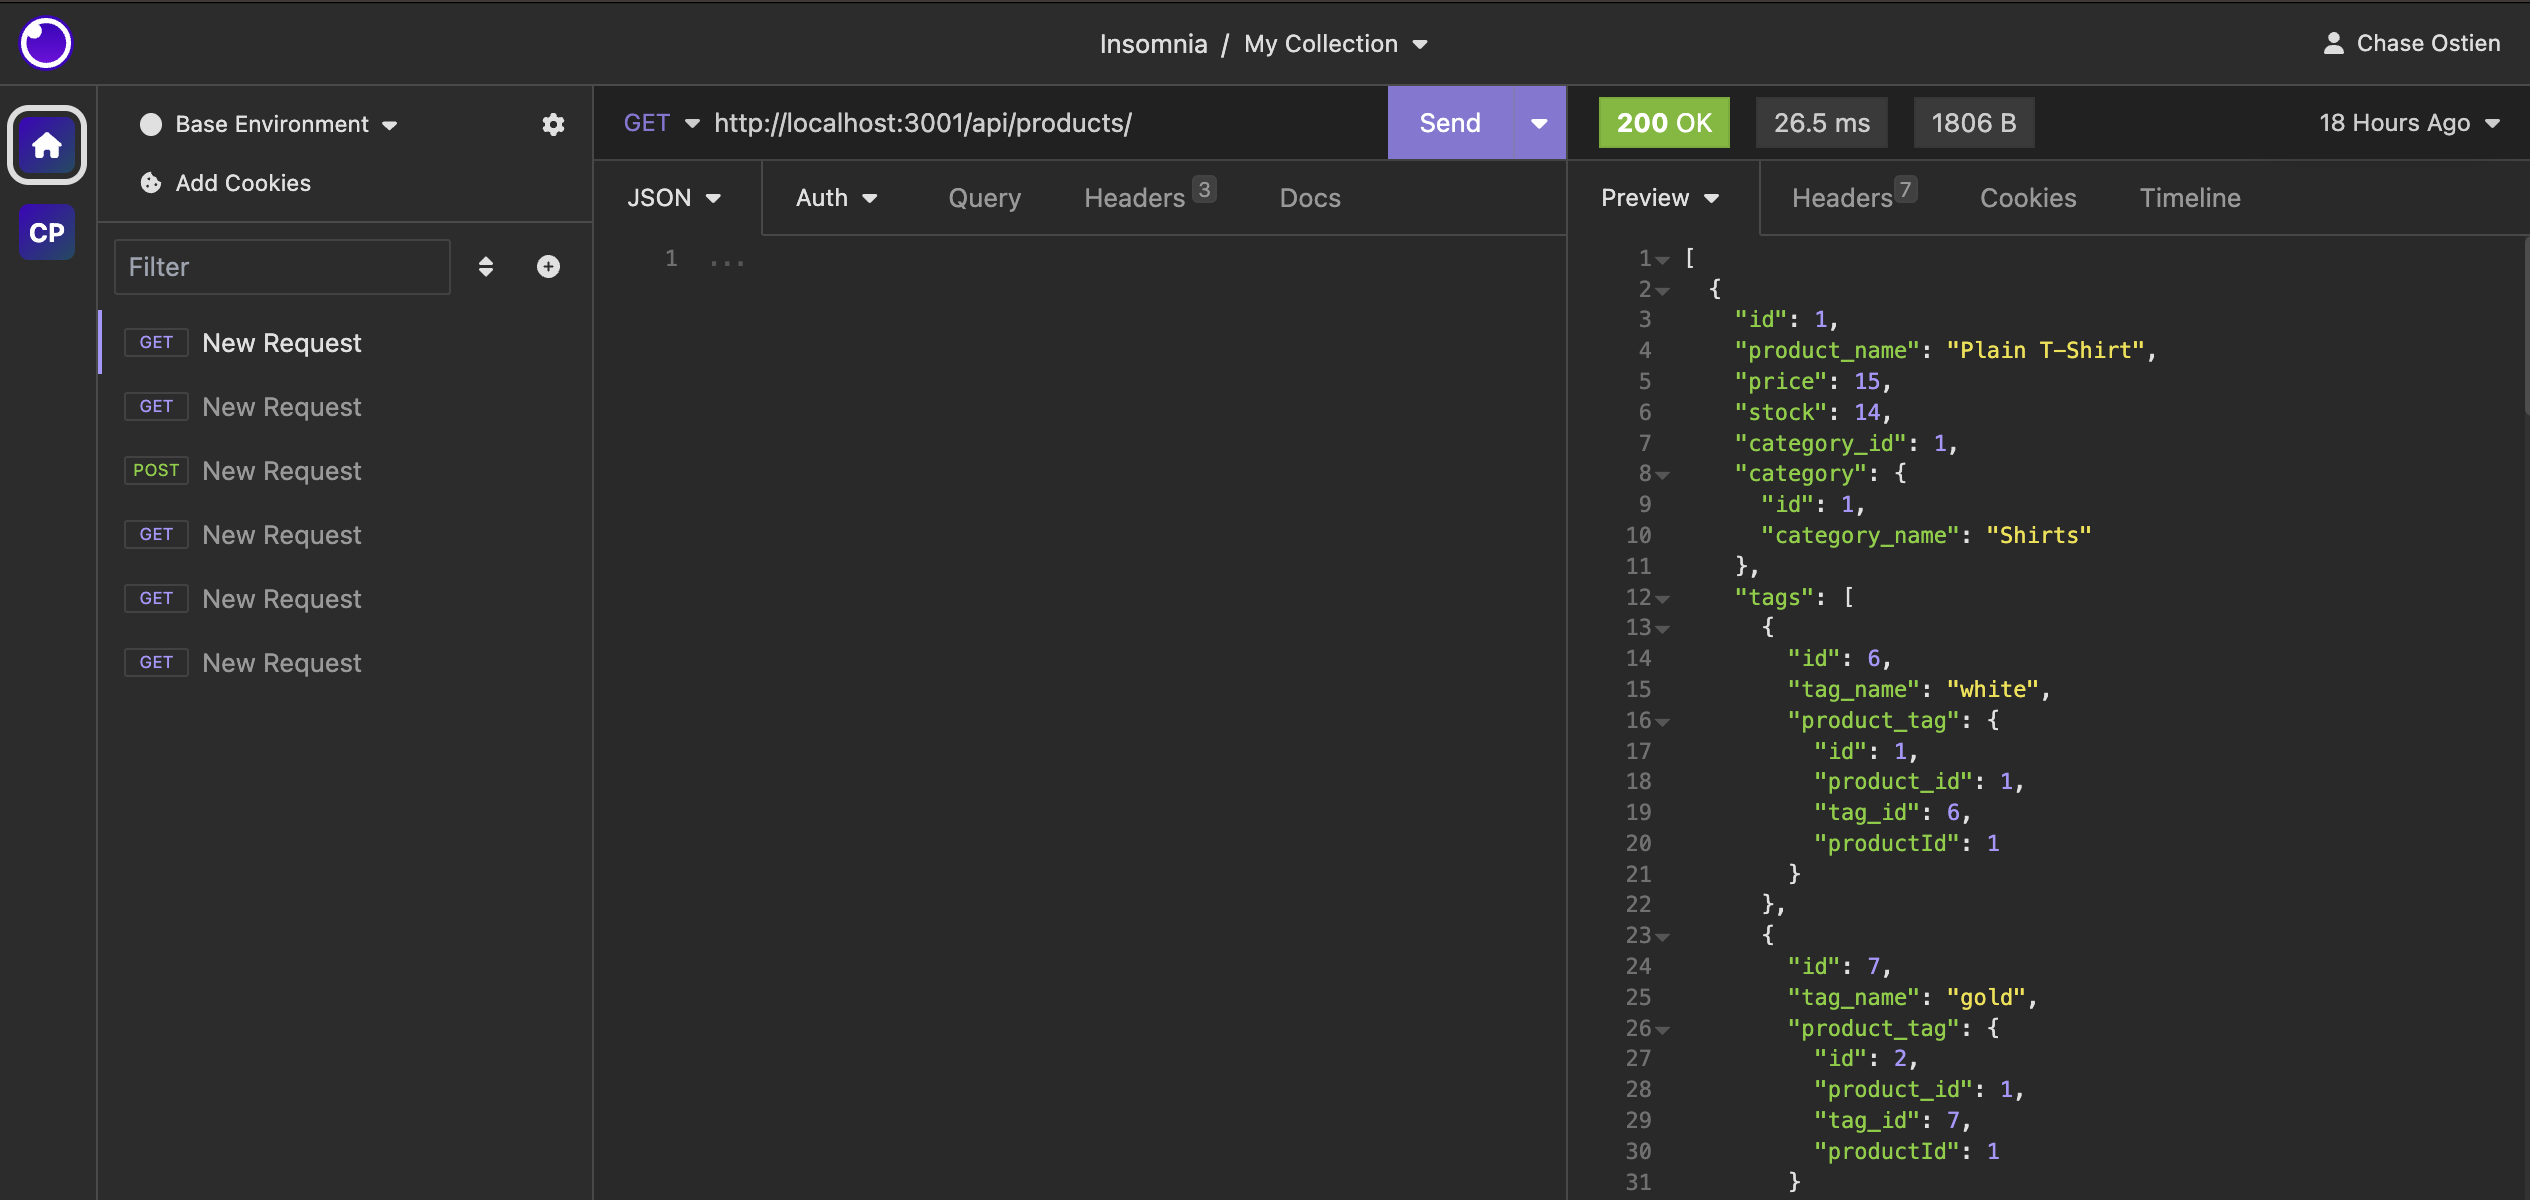 Insomnia / My Collection
Chase Ostien
CP
Base Environment
Add Cookies
Filter
GET New Request
GET New Request
POST New Request
GET New Request
GET New Request
GET New Request
GET http://localhost:3001/api/products/ Send
JSON Auth Query Headers 3 Docs
1 ...
200 OK 26.5 ms 1806 B 18 Hours Ago
Preview Headers 7 Cookies Timeline
1 [
2 {
3 "id": 1,
4 "product_name": "Plain T-Shirt",
5 "price": 15,
6 "stock": 14,
7 "category_id": 1,
8 "category": {
9 "id": 1,
10 "category_name": "Shirts"
11 },
12 "tags": [
13 {
14 "id": 6,
15 "tag_name": "white",
16 "product_tag": {
17 "id": 1,
18 "product_id": 1,
19 "tag_id": 6,
20 "productId": 1
21 }
22 },
23 {
24 "id": 7,
25 "tag_name": "gold",
26 "product_tag": {
27 "id": 2,
28 "product_id": 1,
29 "tag_id": 7,
30 "productId": 1
31 }